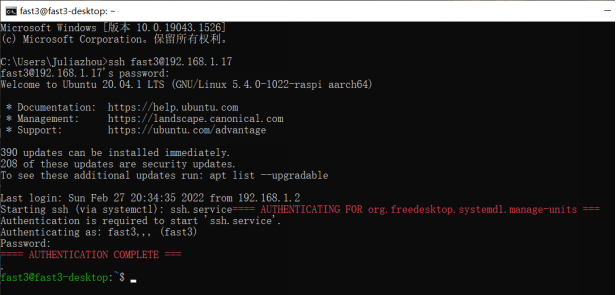 fast3@fast3-desktop: ~
Microsoft Windows [版本 10.0.19043.1526]
(c) Microsoft Corporation。保留所有权利。
C:\Users\Juliazhou>ssh fast3@192.168.1.17
fast3@192.168.1.17's password:
Welcome to Ubuntu 20.04.1 LTS (GNU/Linux 5.4.0-1022-raspi aarch64)
* Documentation:  https://help.ubuntu.com
* Management:     https://landscape.canonical.com
* Support:        https://ubuntu.com/advantage
390 updates can be installed immediately.
208 of these updates are security updates.
To see these additional updates run: apt list --upgradable
Last login: Sun Feb 27 20:34:35 2022 from 192.168.1.2
Starting ssh (via systemctl): ssh.service==== AUTHENTICATING FOR org.freedesktop.systemd1.manage-units ===
Authentication is required to start 'ssh.service'.
Authenticating as: fast3,,, (fast3)
Password:
==== AUTHENTICATION COMPLETE ===
.
fast3@fast3-desktop:~$